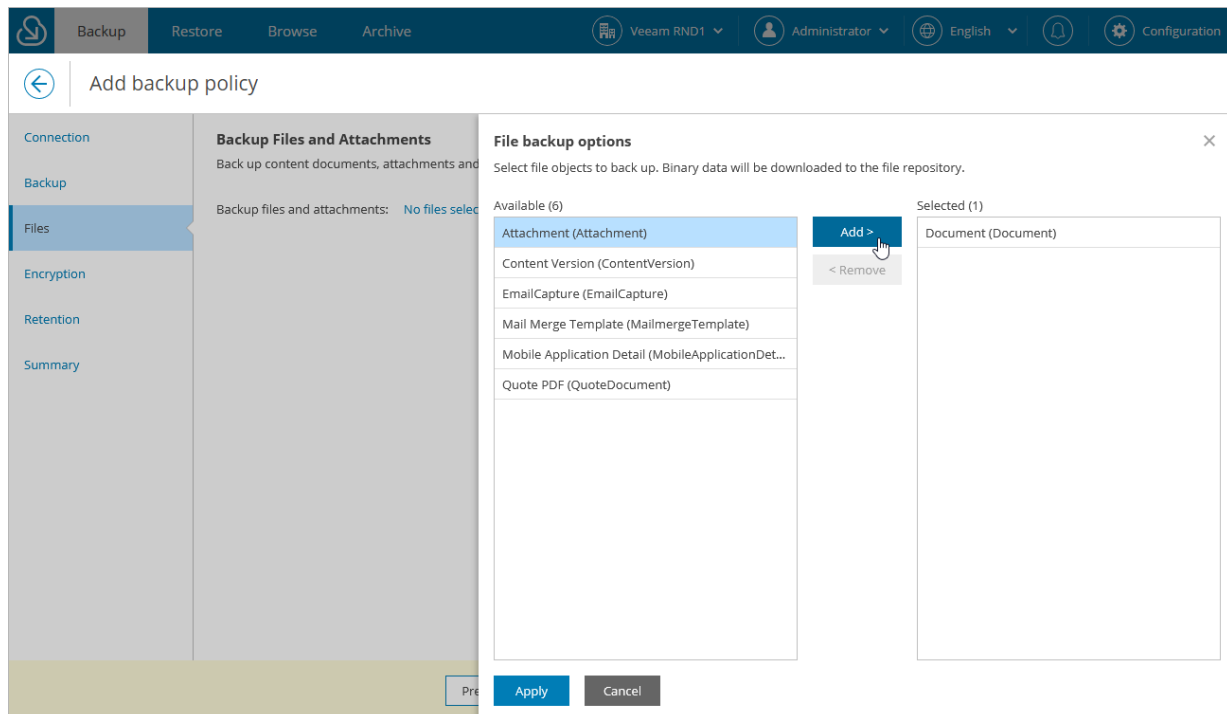 Backup Restore Browse Archive Veeam RND1 Administrator English Configuration
Add backup policy
Connection
Backup
Files
Encryption
Retention
Summary
Backup Files and Attachments
Back up content documents, attachments and
Backup files and attachments: No files selec
File backup options
Select file objects to back up. Binary data will be downloaded to the file repository.
Available (6)
Attachment (Attachment)
Content Version (ContentVersion)
EmailCapture (EmailCapture)
Mail Merge Template (MailmergeTemplate)
Mobile Application Detail (MobileApplicationDet...
Quote PDF (QuoteDocument)
Add >
< Remove
Selected (1)
Document (Document)
Pre
Apply Cancel